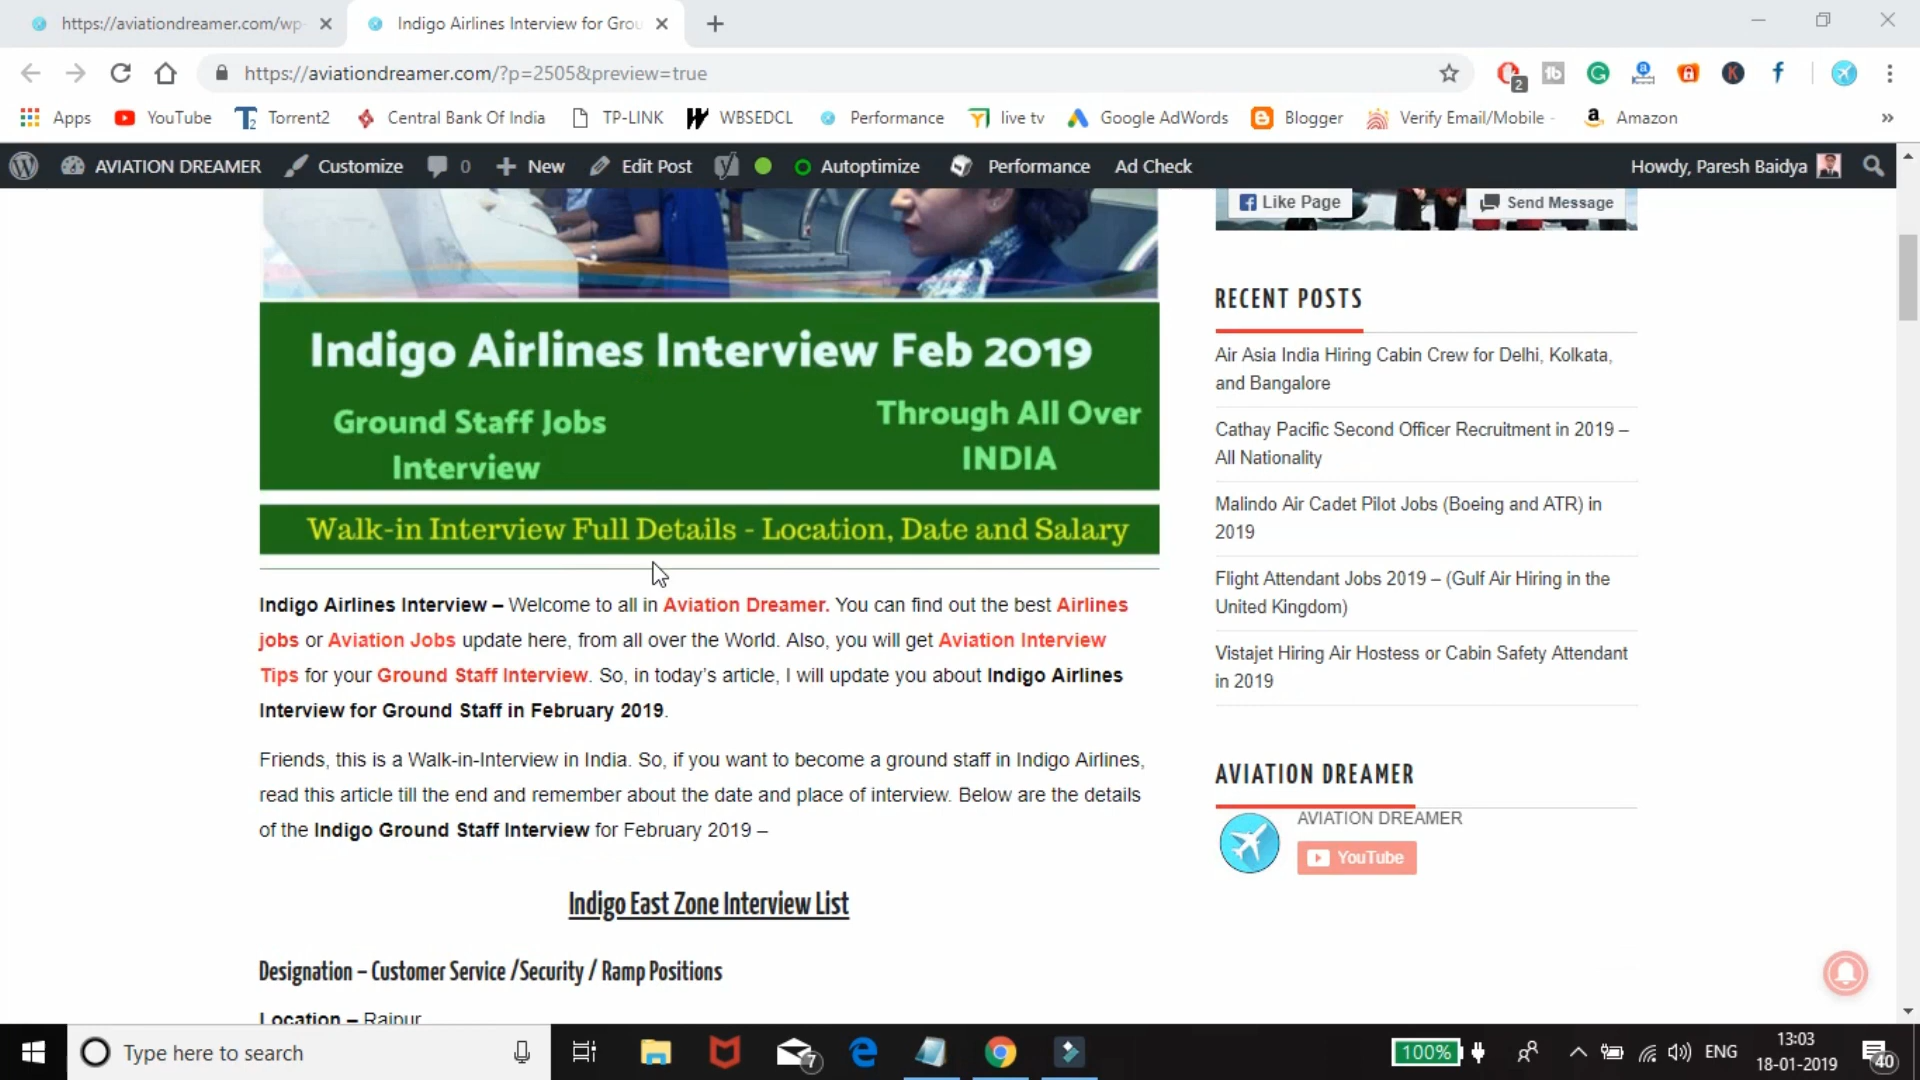 https://aviationdreamer.com/wp-
Indigo Airlines Interview for Grou
https://aviationdreamer.com/?p=2505&preview=true
2
Apps
YouTube
Torrent2
Central Bank Of India
TP-LINK
WBSEDCL
Performance
live tv
Google AdWords
Blogger
Verify Email/Mobile -
Amazon
»
AVIATION DREAMER
Customize
0
New
Edit Post
Autoptimize
Performance
Ad Check
Howdy, Paresh Baidya
Indigo Airlines Interview Feb 2019
Ground Staff Jobs
Interview
Through All Over
INDIA
Walk-in Interview Full Details - Location, Date and Salary
Indigo Airlines Interview – Welcome to all in Aviation Dreamer. You can find out the best Airlines
jobs or Aviation Jobs update here, from all over the World. Also, you will get Aviation Interview
Tips for your Ground Staff Interview. So, in today's article, I will update you about Indigo Airlines
Interview for Ground Staff in February 2019.
Friends, this is a Walk-in-Interview in India. So, if you want to become a ground staff in Indigo Airlines,
read this article till the end and remember about the date and place of interview. Below are the details
of the Indigo Ground Staff Interview for February 2019 –
Indigo East Zone Interview List
Designation – Customer Service /Security / Ramp Positions
Location – Raipur
Like Page
Send Message
RECENT POSTS
Air Asia India Hiring Cabin Crew for Delhi, Kolkata,
and Bangalore
Cathay Pacific Second Officer Recruitment in 2019 –
All Nationality
Malindo Air Cadet Pilot Jobs (Boeing and ATR) in
2019
Flight Attendant Jobs 2019 – (Gulf Air Hiring in the
United Kingdom)
Vistajet Hiring Air Hostess or Cabin Safety Attendant
in 2019
AVIATION DREAMER
AVIATION DREAMER
YouTube
Type here to search
7
100%
ENG
13:03
18-01-2019
40